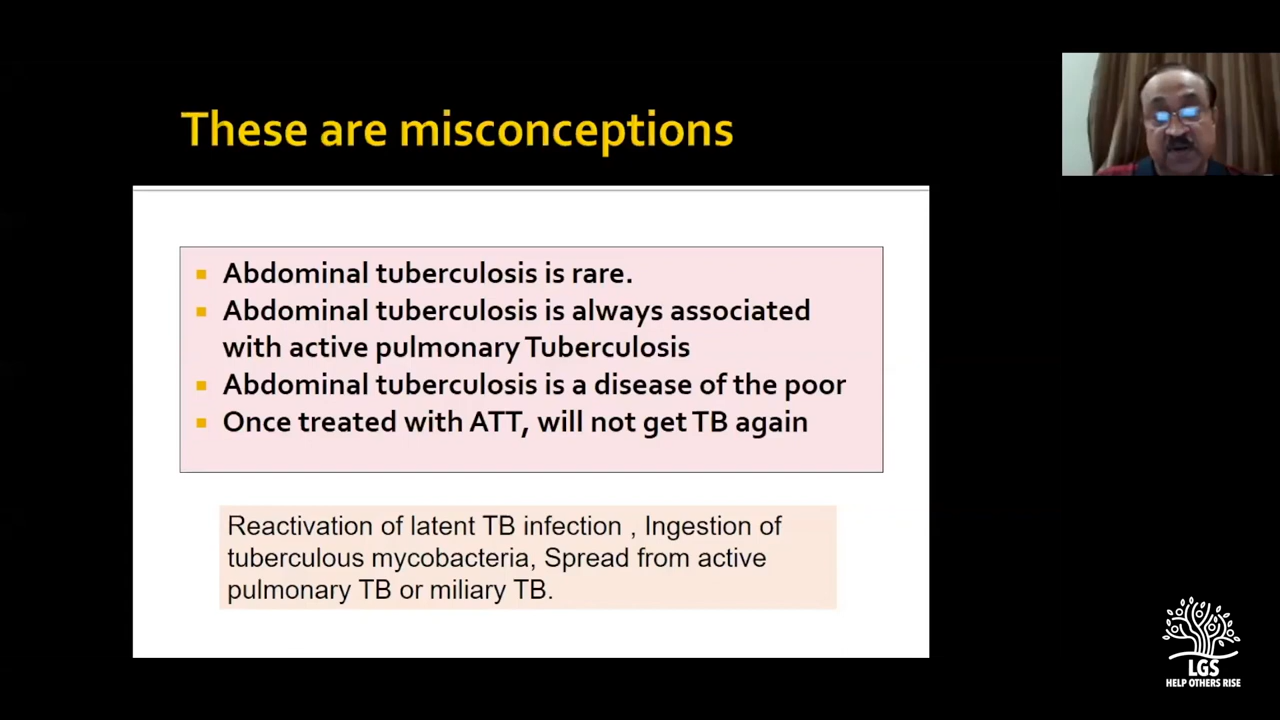 These are misconceptions
Abdominal tuberculosis is rare.
Abdominal tuberculosis is always associated
with active pulmonary Tuberculosis
Abdominal tuberculosis is a disease of the poor
Once treated with ATT, will not get TB again
Reactivation of latent TB infection , Ingestion of
tuberculous mycobacteria, Spread from active
pulmonary TB or miliary TB.
LGS
HELP OTHERS RISE